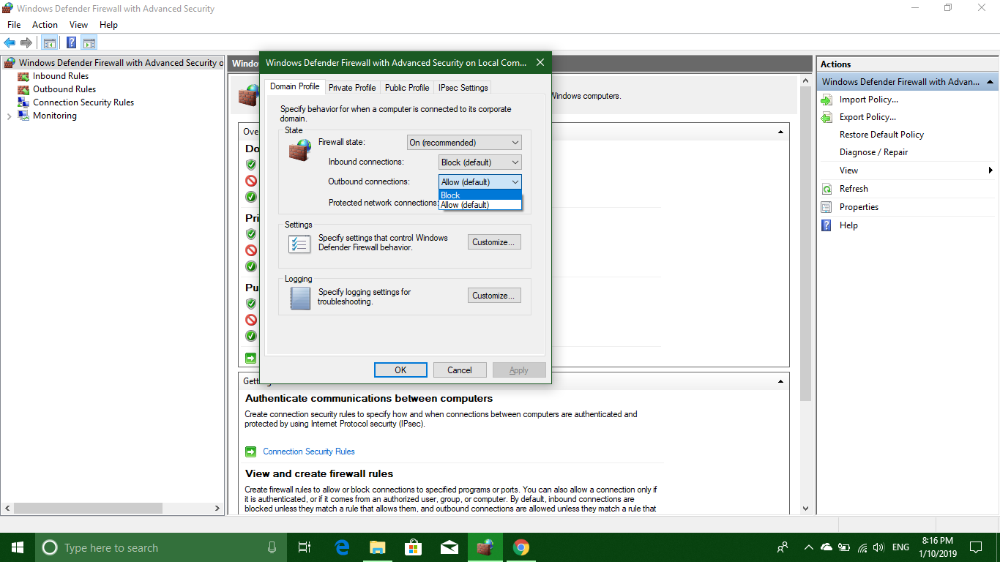 Windows Defender Firewall with Advanced Security
File Action View Help
Windows Defender Firewall with Advanced Security o
Inbound Rules
Outbound Rules
Connection Security Rules
Monitoring
Windo
Windows computers.
Ove
Do
Pri
Pu
Windows Defender Firewall with Advanced Security on Local Com...
Domain Profile Private Profile Public Profile IPsec Settings
Specify behavior for when a computer is connected to its corporate
domain.
State
Firewall state: On (recommended)
Inbound connections: Block (default)
Outbound connections: Allow (default)
Block
Protected network connections:
Allow (default)
Settings
Specify settings that control Windows
Defender Firewall behavior.
Customize...
Logging
Specify logging settings for
troubleshooting.
Customize...
OK Cancel Apply
Getting
Authenticate communications between computers
Create connection security rules to specify how and when connections between computers are authenticated and
protected by using Internet Protocol security (IPsec).
Connection Security Rules
View and create firewall rules
Create firewall rules to allow or block connections to specified programs or ports. You can also allow a connection only if
it is authenticated, or if it comes from an authorized user, group, or computer. By default, inbound connections are
blocked unless they match a rule that allows them, and outbound connections are allowed unless they match a rule that
Actions
Windows Defender Firewall with Advan...
Import Policy...
Export Policy...
Restore Default Policy
Diagnose / Repair
View
Refresh
Properties
Help
Type here to search
ENG
8:16 PM
1/10/2019